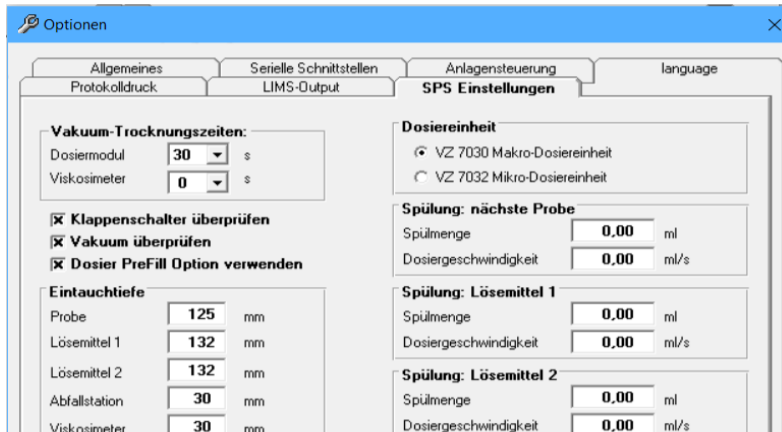 Optionen
Allgemeines
Serielle Schnittstellen
Anlagensteuerung
language
Protokolldruck
LIMS-Output
SPS Einstellungen
Vakuum-Trocknungszeiten:
Dosiermodul 30 s
Viskosimeter 0 s
Klappenschalter überprüfen
Vakuum überprüfen
Dosier PreFill Option verwenden
Eintauchtiefe
Probe 125 mm
Lösemittel 1 132 mm
Lösemittel 2 132 mm
Abfallstation 30 mm
Viskosimeter 30 mm
Dosiereinheit
VZ 7030 Makro-Dosiereinheit
VZ 7032 Mikro-Dosiereinheit
Spülung: nächste Probe
Spülmenge 0,00 ml
Dosiergeschwindigkeit 0,00 ml/s
Spülung: Lösemittel 1
Spülmenge 0,00 ml
Dosiergeschwindigkeit 0,00 ml/s
Spülung: Lösemittel 2
Spülmenge 0,00 ml
Dosiergeschwindigkeit 0,00 ml/s